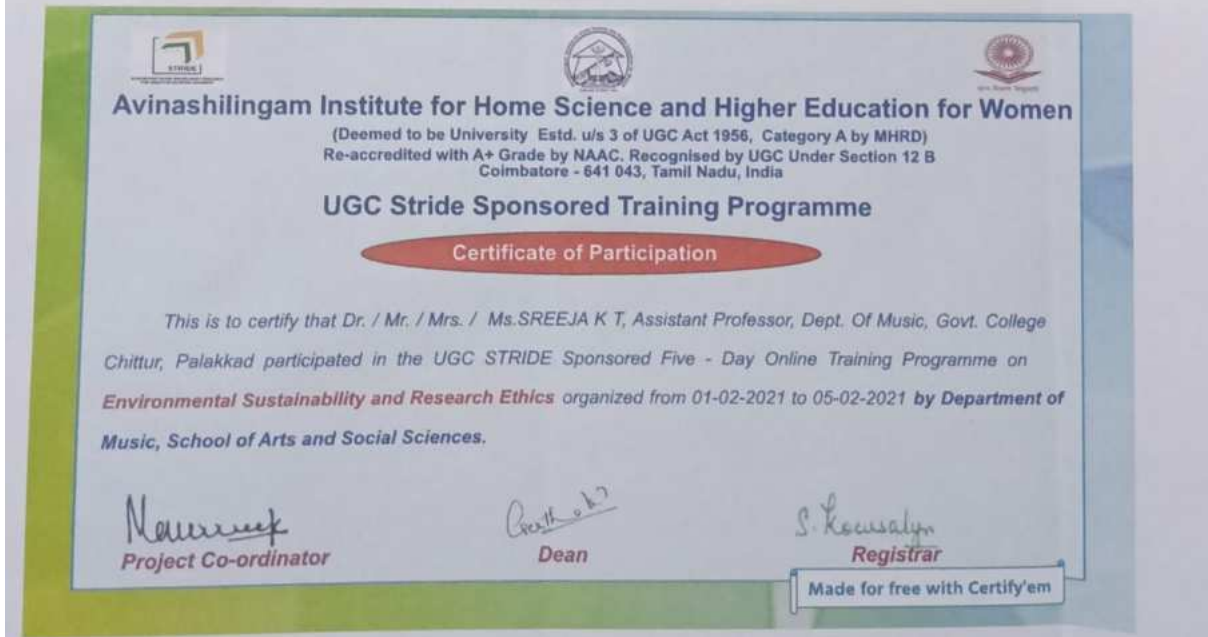 STRIDE
Avinashilingam Institute for Home Science and Higher Education for Women
(Deemed to be University Estd. u/s 3 of UGC Act 1956, Category A by MHRD)
Re-accredited with A+ Grade by NAAC. Recognised by UGC Under Section 12 B
Coimbatore - 641 043, Tamil Nadu, India
UGC Stride Sponsored Training Programme
Certificate of Participation
This is to certify that Dr. / Mr. / Mrs. / Ms.SREEJA K T, Assistant Professor, Dept. Of Music, Govt. College
Chittur, Palakkad participated in the UGC STRIDE Sponsored Five - Day Online Training Programme on
Environmental Sustainability and Research Ethics organized from 01-02-2021 to 05-02-2021 by Department of
Music, School of Arts and Social Sciences.
S. Kowsalya
Project Co-ordinator
Dean
Registrar
Made for free with Certify'em